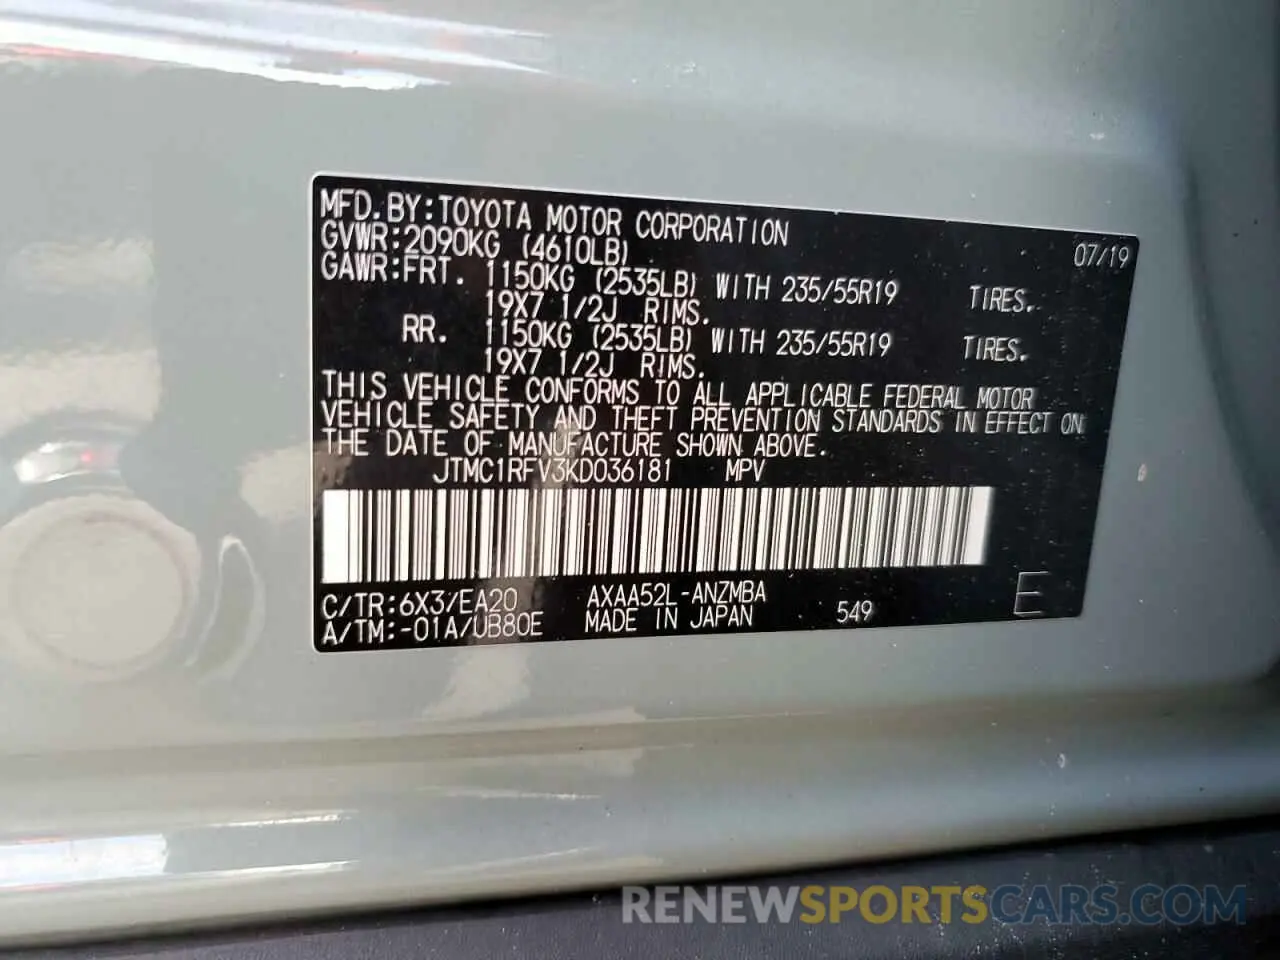 MFD.BY:TOYOTA MOTOR CORPORATION 07/19
GVWR:2090KG (4610LB)
GAWR:FRT. 1150KG (2535LB) WITH 235/55R19 TIRES.
19X7 1/2J RIMS.
RR. 1150KG (2535LB) WITH 235/55R19 TIRES.
19X7 1/2J RIMS.
THIS VEHICLE CONFORMS TO ALL APPLICABLE FEDERAL MOTOR
VEHICLE SAFETY AND THEFT PREVENTION STANDARDS IN EFFECT ON
THE DATE OF MANUFACTURE SHOWN ABOVE.
JTMC1RFV3KD036181 MPV
C/TR:6X3/EA20 AXAA52L-ANZMBA
A/TM:-01A/UB80E MADE IN JAPAN 549 E
RENEWSPORTSCARS.COM